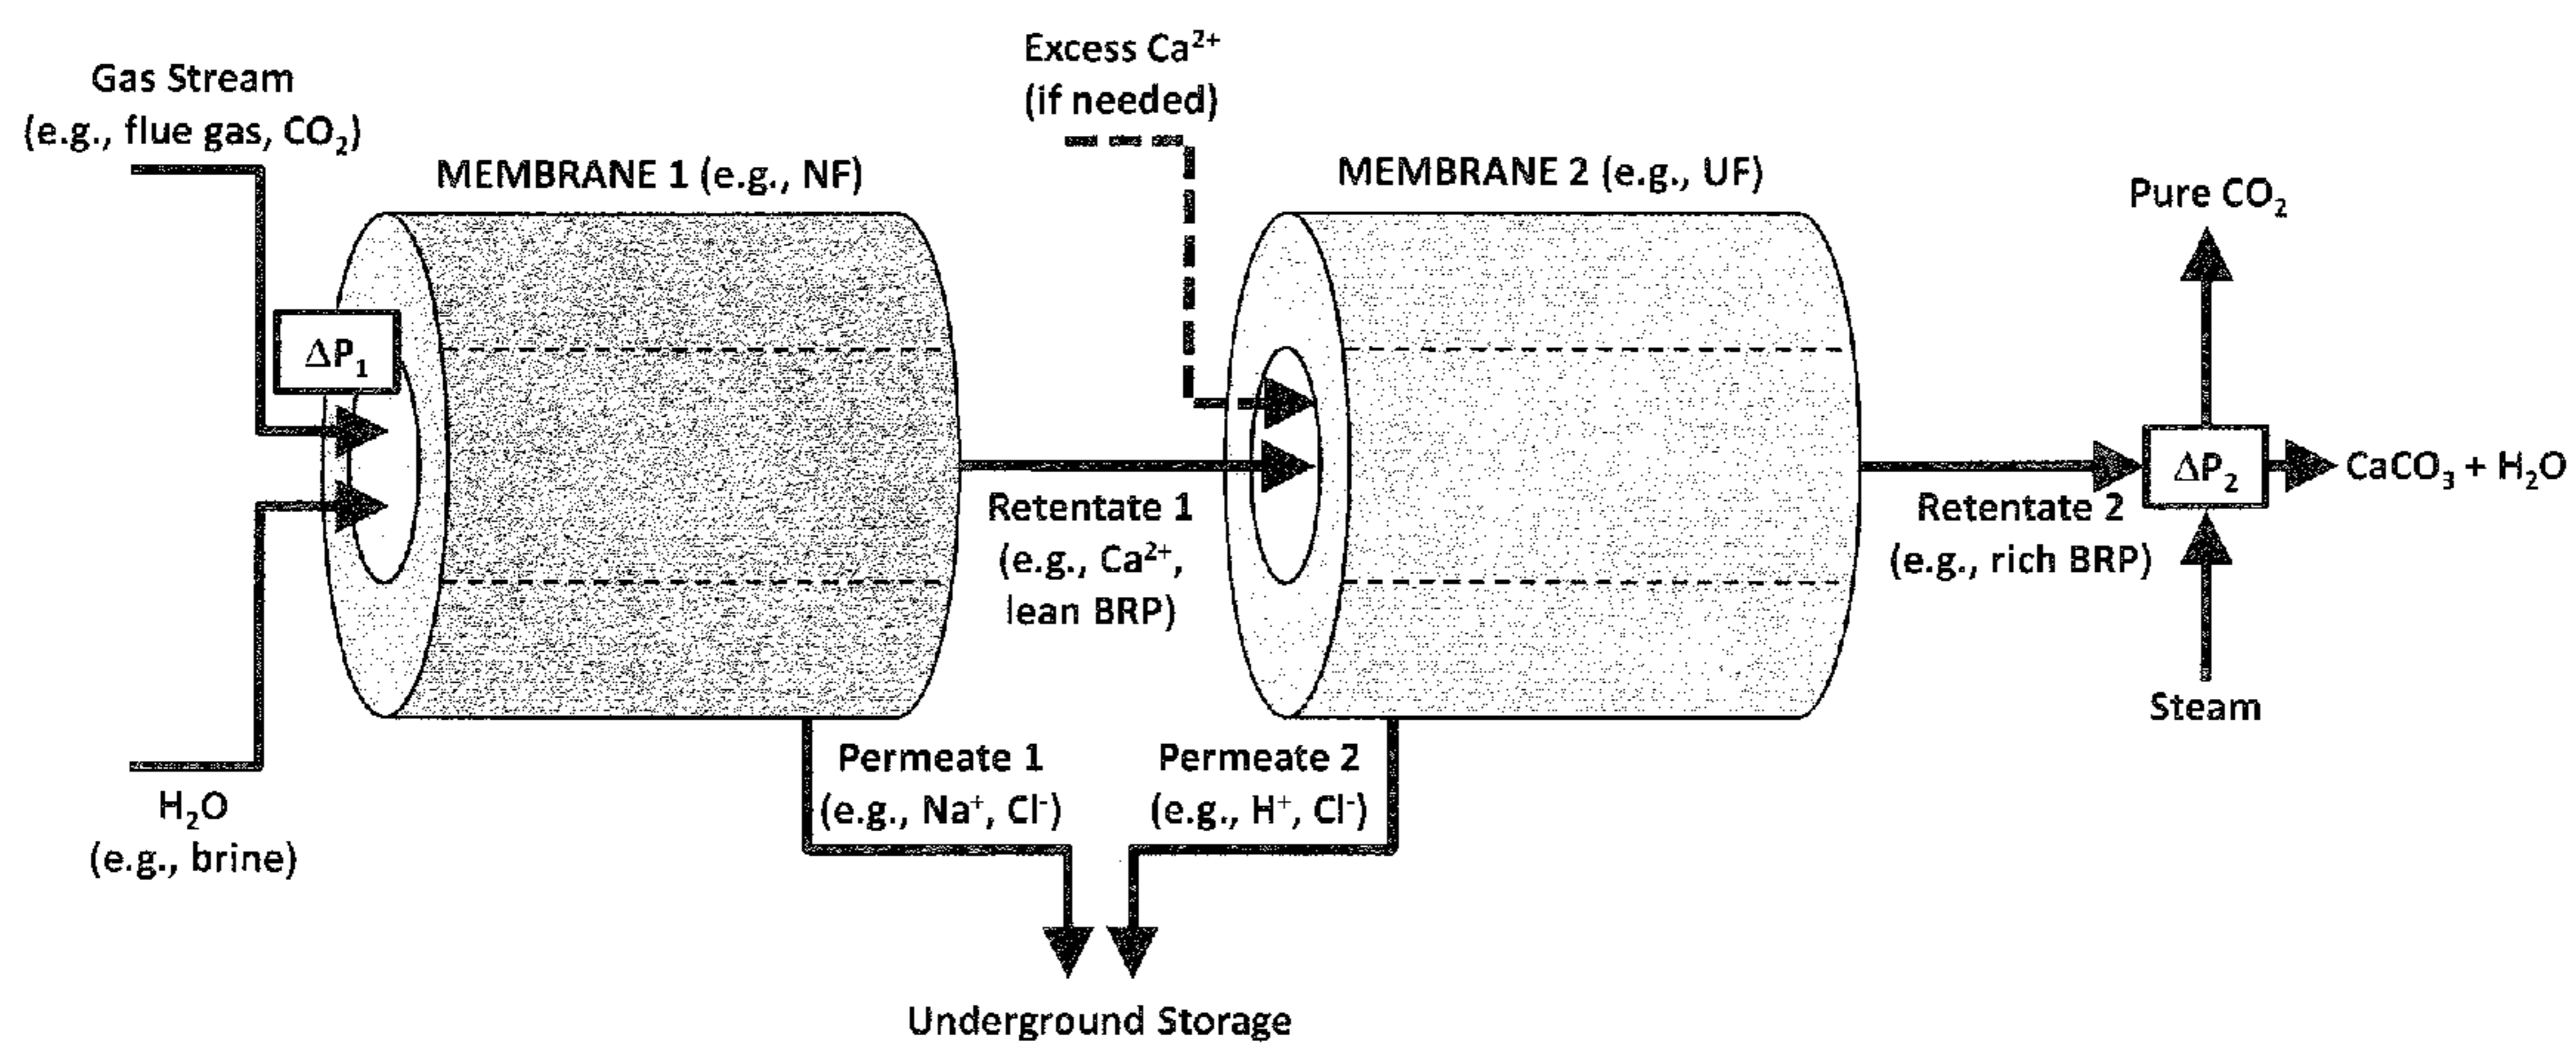 Gas Stream
(e.g., flue gas, CO₂)
MEMBRANE 1 (e.g., NF)
Excess Ca²⁺
(if needed)
MEMBRANE 2 (e.g., UF)
Pure CO₂
ΔP₁
ΔP₂
CaCO₃ + H₂O
Retentate 1
(e.g., Ca²⁺,
lean BRP)
Retentate 2
(e.g., rich BRP)
Steam
H₂O
(e.g., brine)
Permeate 1
(e.g., Na⁺, Cl⁻)
Permeate 2
(e.g., H⁺, Cl⁻)
Underground Storage